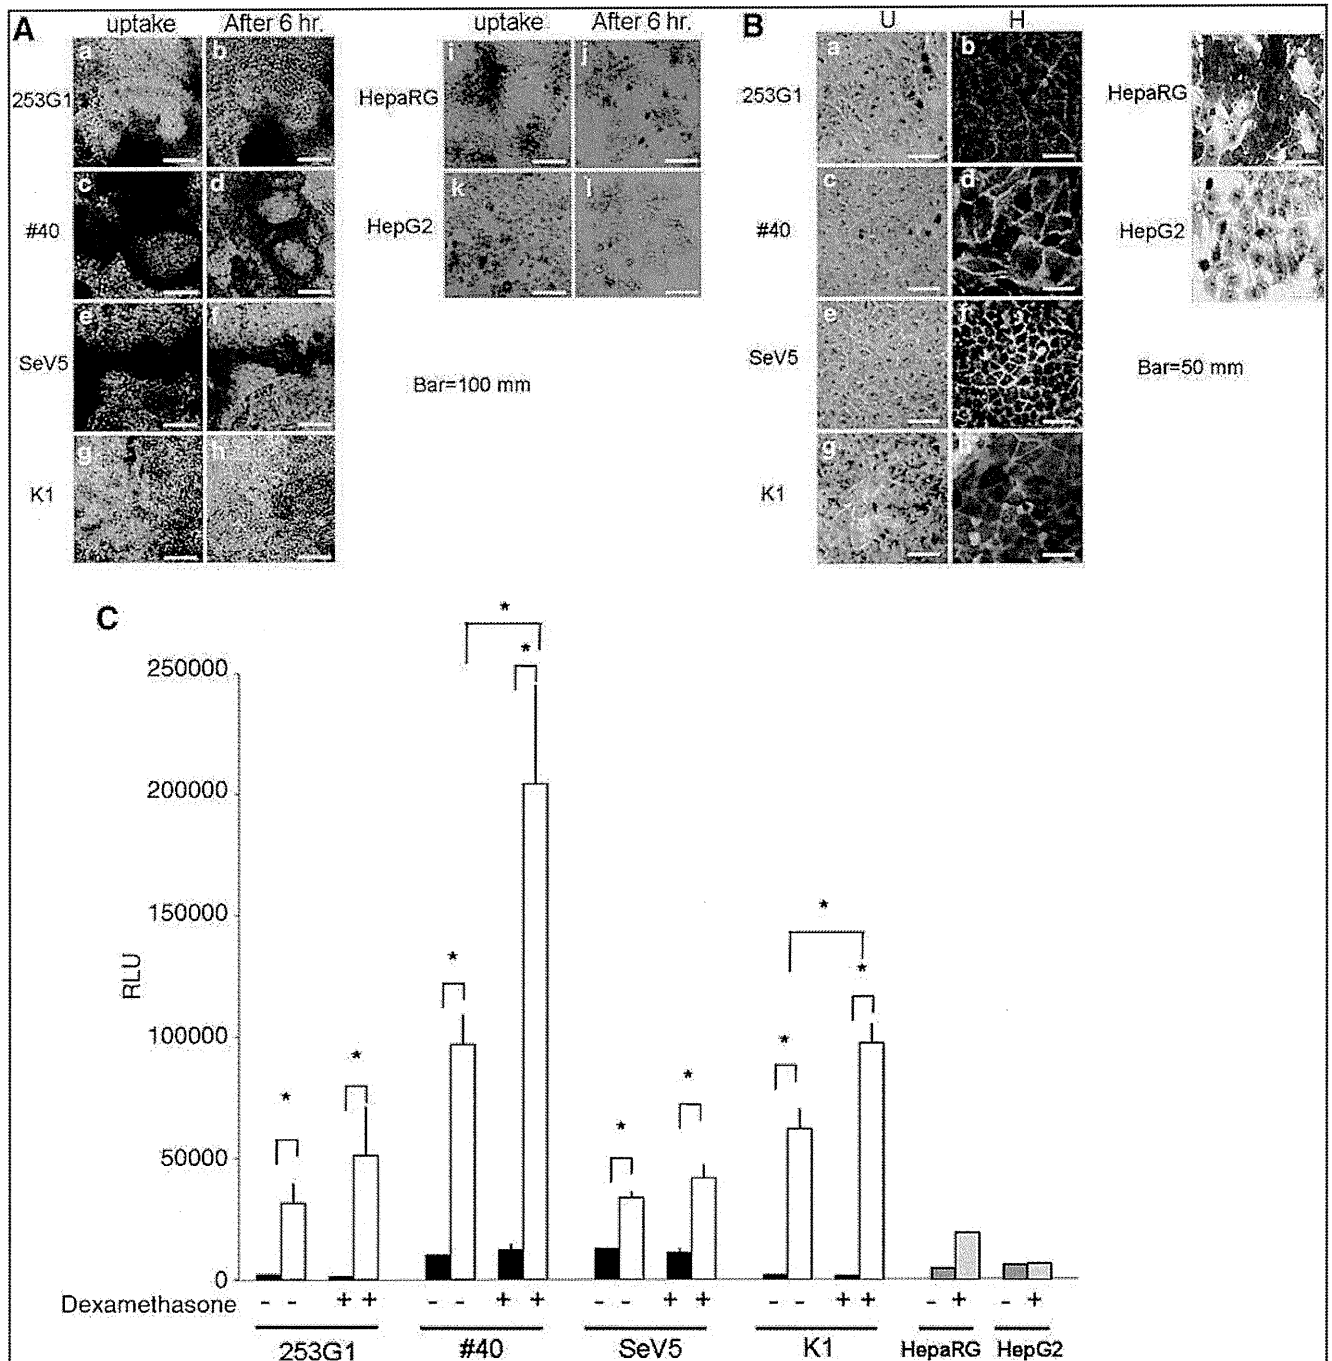 A
uptake After 6 hr.
253G1 a b
#40 c d
SeV5 e f
K1 g h
uptake After 6 hr.
HepaRG i j
HepG2 k l
Bar=100 mm
B
U H
253G1 a b
#40 c d
SeV5 e f
K1 g
HepaRG
HepG2
Bar=50 mm
C
RLU
250000
200000
150000
100000
50000
0
* * * * * * * * * *
Dexamethasone - - + + - - + + - - + + - - + + - + - +
253G1 #40 SeV5 K1 HepaRG HepG2